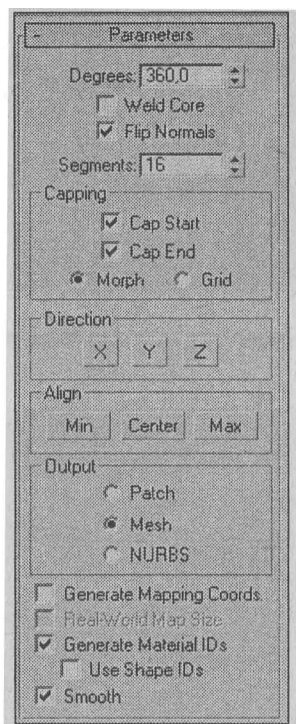 - Parameters
Degrees: 360,0
Weld Core
Flip Normals
Segments: 16
Capping
Cap Start
Cap End
Morph Grid
Direction
X Y Z
Align
Min Center Max
Output
Patch
Mesh
NURBS
Generate Mapping Coords.
Real-World Map Size
Generate Material IDs
Use Shape IDs
Smooth